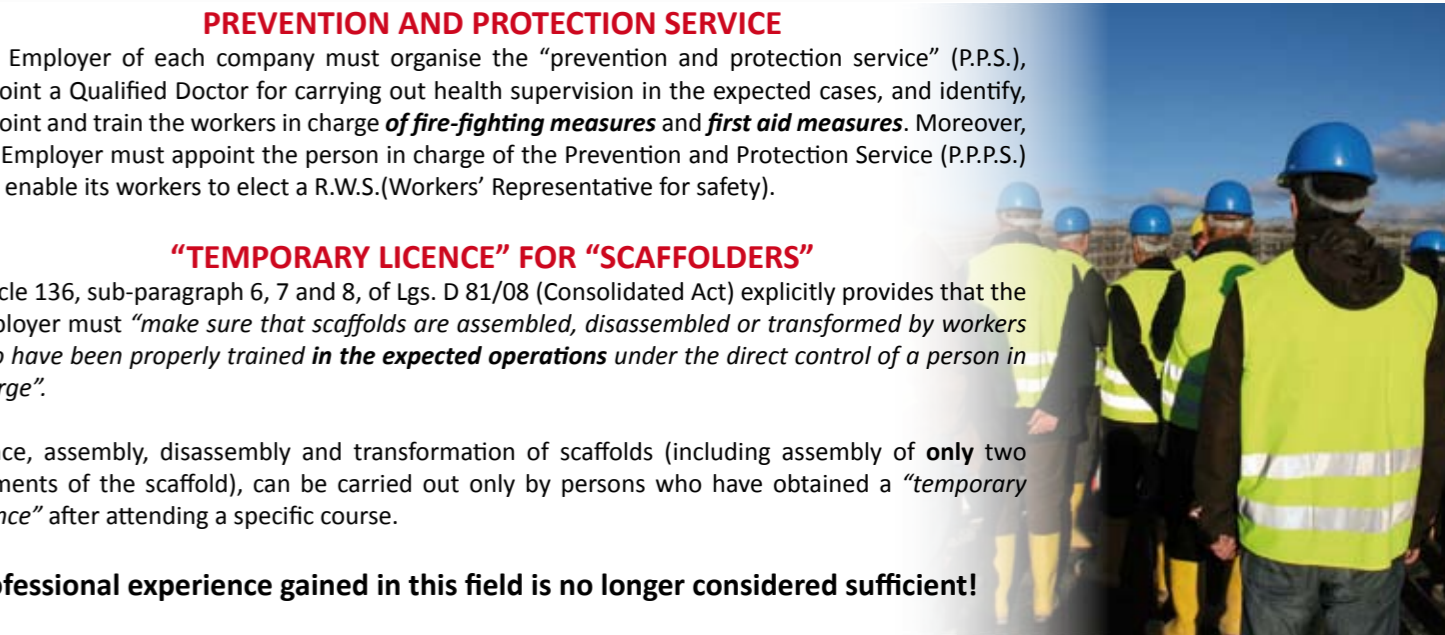 PREVENTION AND PROTECTION SERVICE
Employer of each company must organise the “prevention and protection service” (P.P.S.),
oint a Qualified Doctor for carrying out health supervision in the expected cases, and identify,
oint and train the workers in charge of fire-fighting measures and first aid measures. Moreover,
Employer must appoint the person in charge of the Prevention and Protection Service (P.P.P.S.)
enable its workers to elect a R.W.S.(Workers’ Representative for safety).
“TEMPORARY LICENCE” FOR “SCAFFOLDERS”
cle 136, sub-paragraph 6, 7 and 8, of Lgs. D 81/08 (Consolidated Act) explicitly provides that the
ployer must “make sure that scaffolds are assembled, disassembled or transformed by workers
o have been properly trained in the expected operations under the direct control of a person in
rge”.
ce, assembly, disassembly and transformation of scaffolds (including assembly of only two
ments of the scaffold), can be carried out only by persons who have obtained a “temporary
nce” after attending a specific course.
ofessional experience gained in this field is no longer considered sufficient!